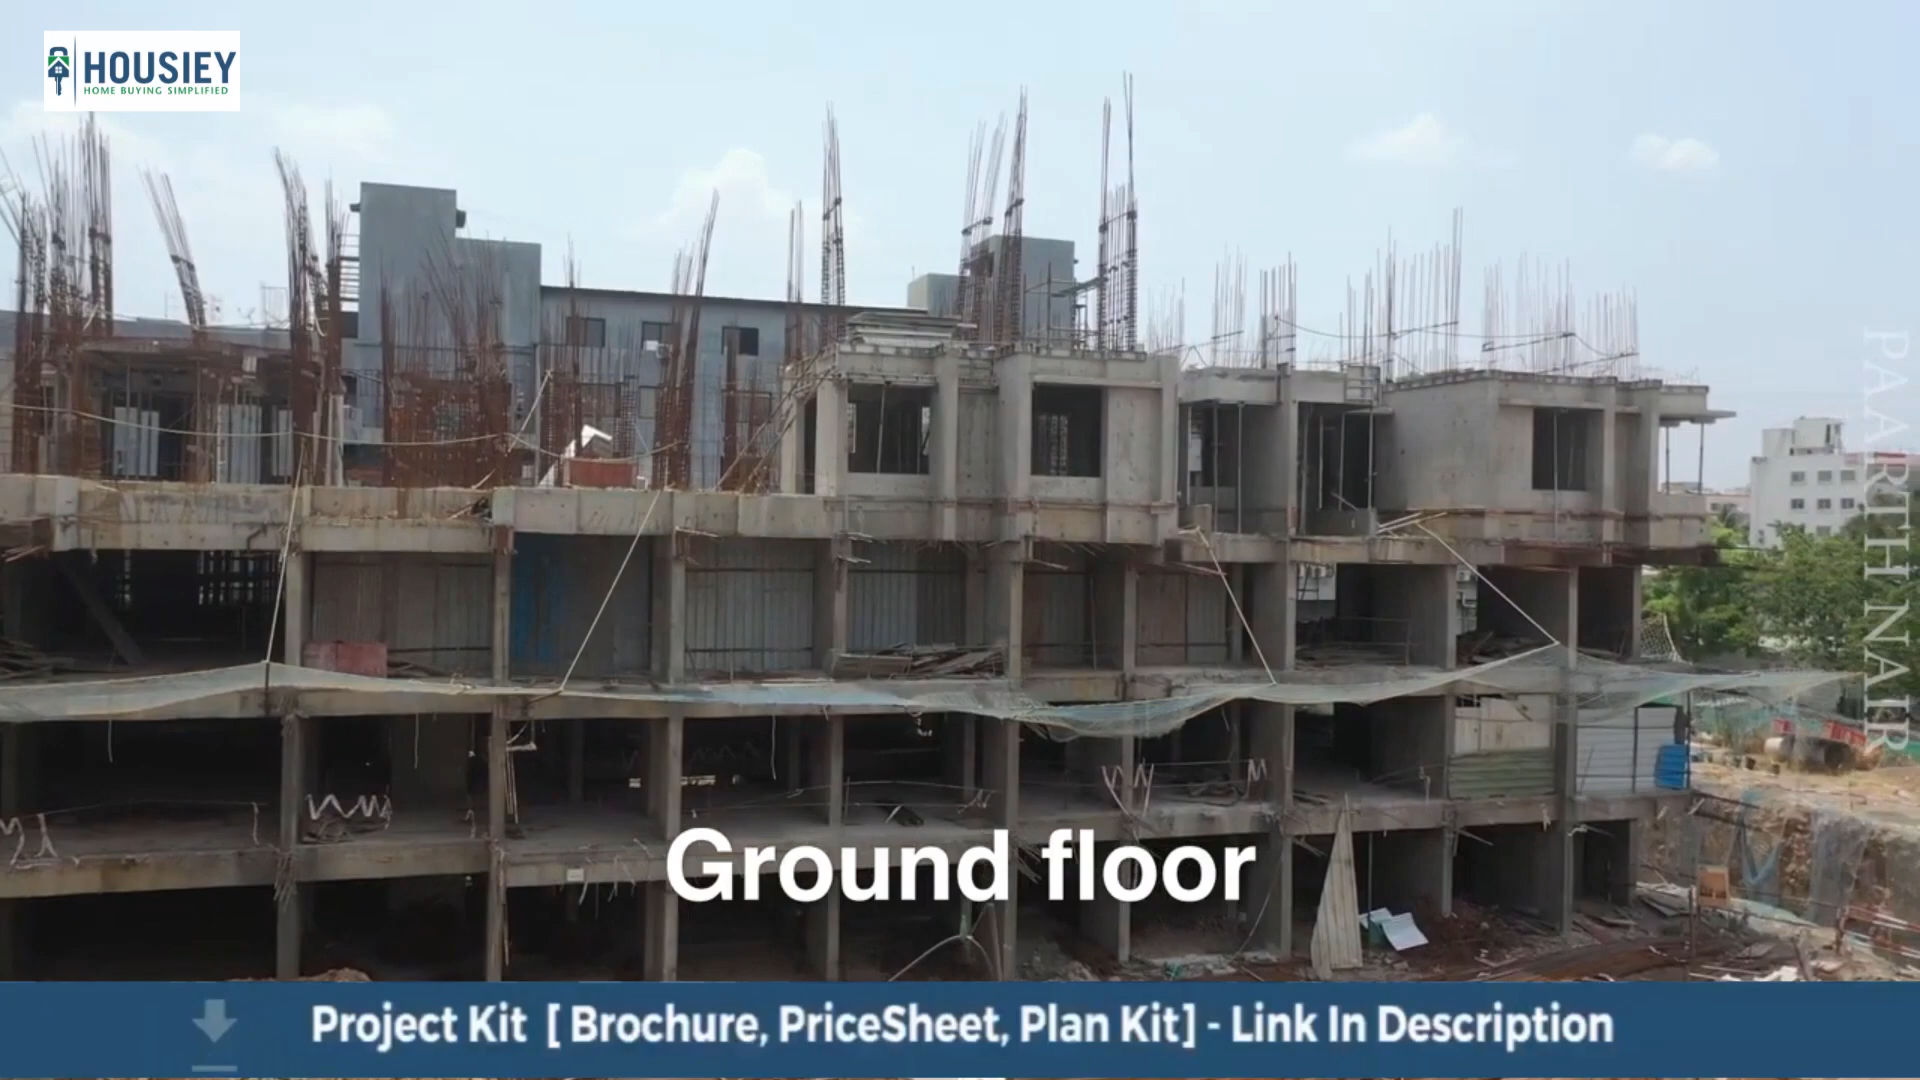 HOUSIEY
HOME BUYING SIMPLIFIED
PAARTH NAIR
Ground floor
Project Kit [ Brochure, PriceSheet, Plan Kit] - Link In Description